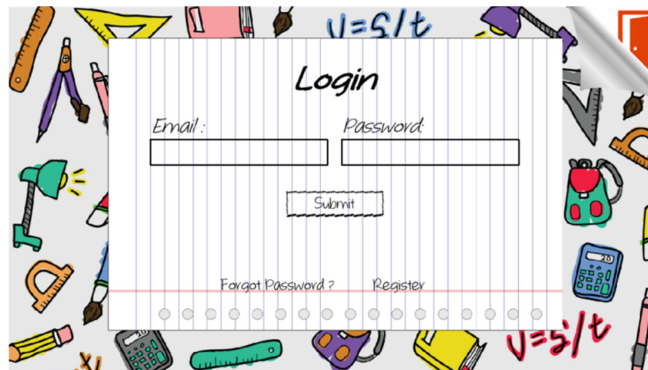 V=S/t
Login
Email:
Password:
Submit
Forgot Password?
Register
V=S/t